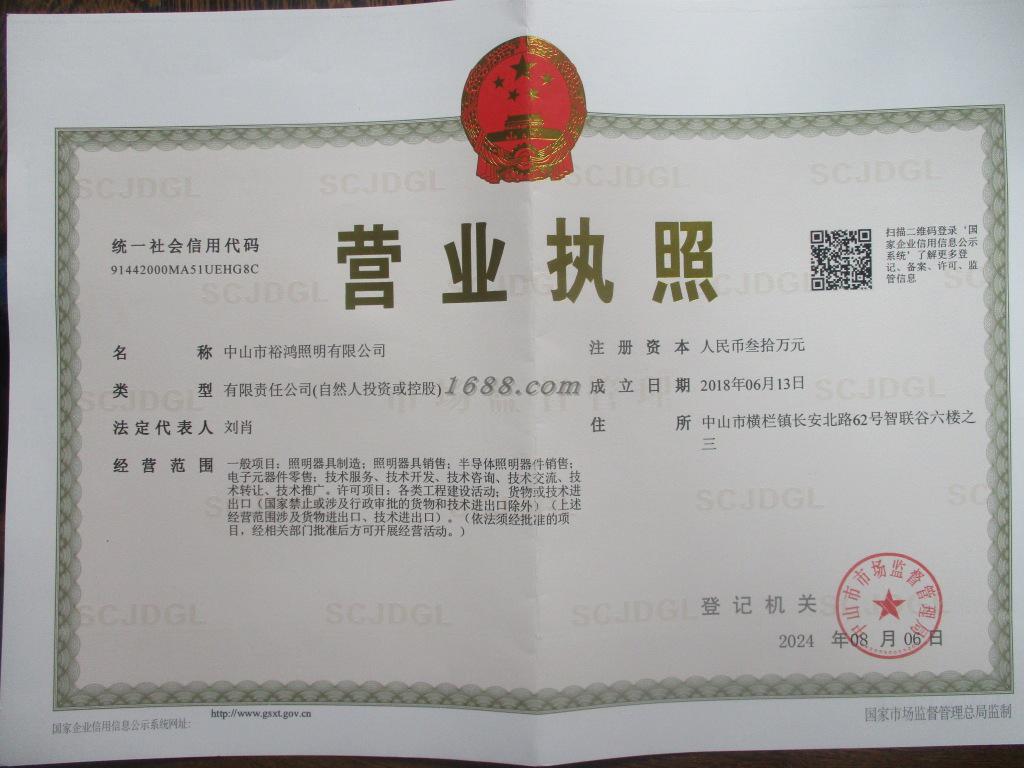 营业执照
统一社会信用代码
91442000MA51UEHG8C
扫描二维码登录‘国
家企业信用信息公示
系统’了解更多登
记、备案、许可、监
管信息
名 称 中山市裕鸿照明有限公司
类 型 有限责任公司(自然人投资或控股)
法定代表人 刘肖
经营范围 一般项目：照明器具制造；照明器具销售；半导体照明器件销售；
电子元器件零售；技术服务、技术开发、技术咨询、技术交流、技
术转让、技术推广。许可项目：各类工程建设活动；货物或技术进
出口（国家禁止或涉及行政审批的货物和技术进出口除外）（上述
经营范围涉及货物进出口、技术进出口）。（依法须经批准的项
目，经相关部门批准后方可开展经营活动。）
注册资本 人民币叁拾万元
成立日期 2018年06月13日
住 所 中山市横栏镇长安北路62号智联谷六楼之
三
1688.com
市场监督管理
SCJDGL SCJDGL SCJDGL SCJDGL
登记机关
中山市市场监督管理局
2024 年08 月06 日
国家企业信用信息公示系统网址: http://www.gsxt.gov.cn
国家市场监督管理总局监制